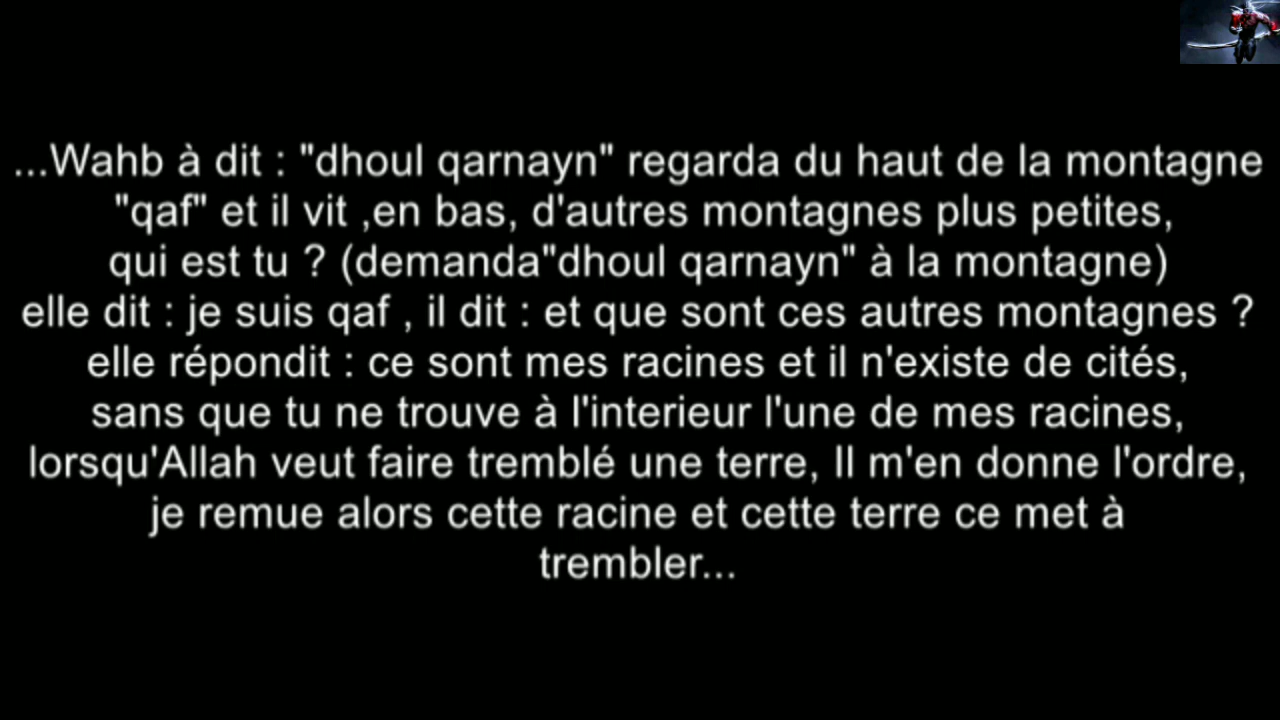 ...Wahb à dit : "dhoul qarnayn" regarda du haut de la montagne
"qaf" et il vit ,en bas, d'autres montagnes plus petites,
qui est tu ? (demanda"dhoul qarnayn" à la montagne)
elle dit : je suis qaf , il dit : et que sont ces autres montagnes ?
elle répondit : ce sont mes racines et il n'existe de cités,
sans que tu ne trouve à l'interieur l'une de mes racines,
lorsqu'Allah veut faire tremblé une terre, Il m'en donne l'ordre,
je remue alors cette racine et cette terre ce met à
trembler...